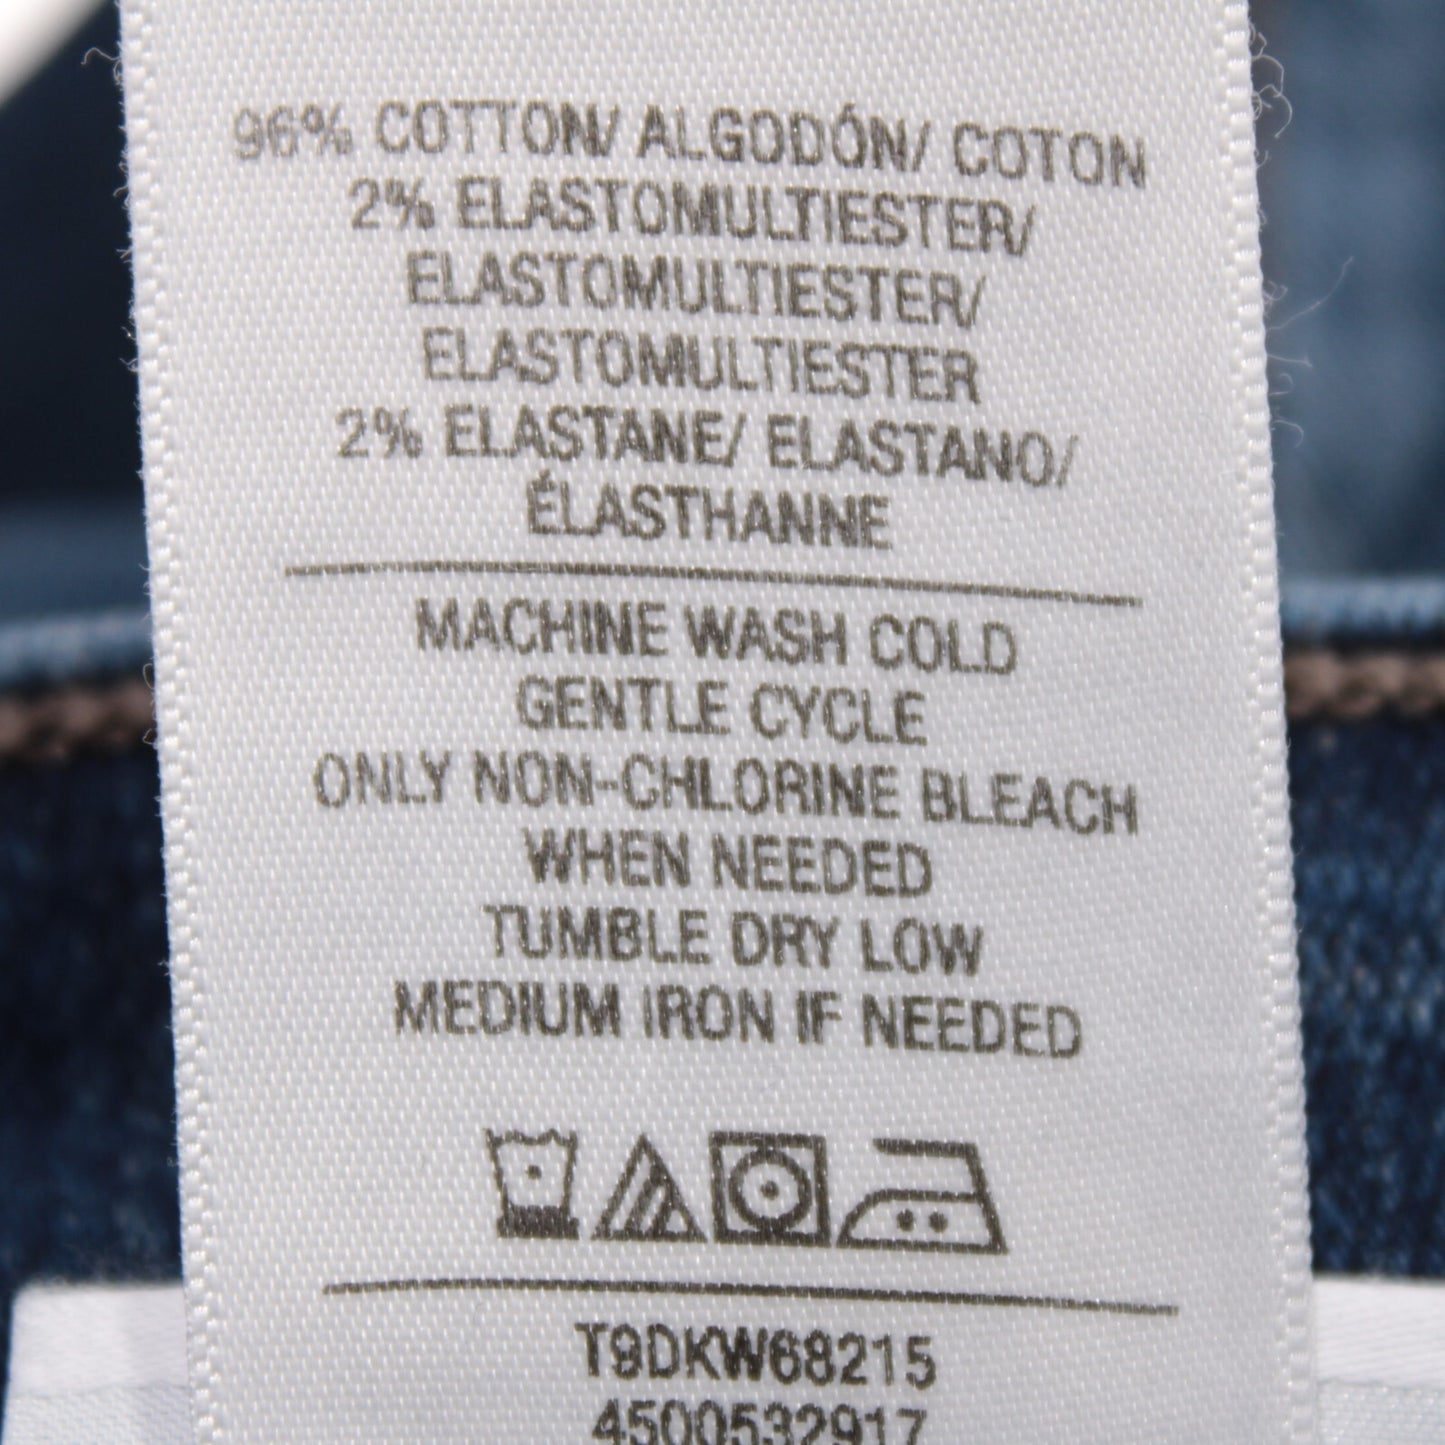 96% COTTON/ ALGODÓN/ COTON
2% ELASTOMULTIESTER/
ELASTOMULTIESTER/
ELASTOMULTIESTER
2% ELASTANE/ ELASTANO/
ÉLASTHANNE
MACHINE WASH COLD
GENTLE CYCLE
ONLY NON-CHLORINE BLEACH
WHEN NEEDED
TUMBLE DRY LOW
MEDIUM IRON IF NEEDED
T9DKW68215
4500532917